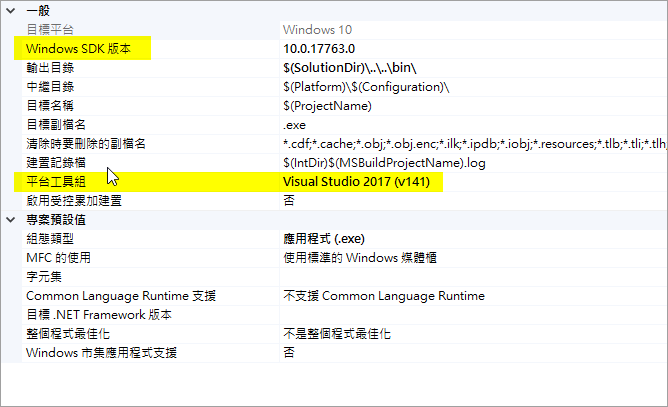 一般
目標平台 Windows 10
Windows SDK 版本 10.0.17763.0
輸出目錄 $(SolutionDir)\..\..\bin\
中繼目錄 $(Platform)\$(Configuration)\
目標名稱 $(ProjectName)
目標副檔名 .exe
清除時要刪除的副檔名 *.cdf;*.cache;*.obj;*.obj.enc;*.ilk;*.ipdb;*.iobj;*.resources;*.tlb;*.tli;*.tlh
建置記錄檔 $(IntDir)$(MSBuildProjectName).log
平台工具組 Visual Studio 2017 (v141)
啟用受控累加建置 否
專案預設值
組態類型 應用程式 (.exe)
MFC 的使用 使用標準的 Windows 媒體櫃
字元集
Common Language Runtime 支援 不支援 Common Language Runtime
目標 .NET Framework 版本
整個程式最佳化 不是整個程式最佳化
Windows 市集應用程式支援 否